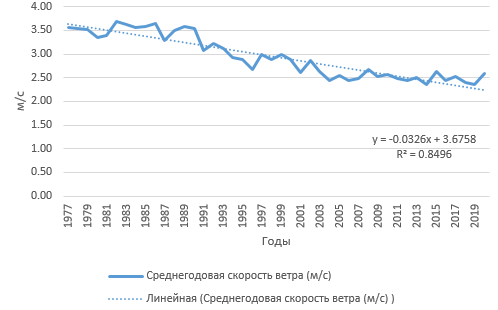 4.00
3.50
3.00
2.50
2.00
1.50
1.00
0.50
0.00
м/с
y = -0.0326x + 3.6758
R² = 0.8496
1977 1979 1981 1983 1985 1987 1989 1991 1993 1995 1997 1999 2001 2003 2005 2007 2009 2011 2013 2015 2017 2019
Годы
Среднегодовая скорость ветра (м/с)
Линейная (Среднегодовая скорость ветра (м/с) )